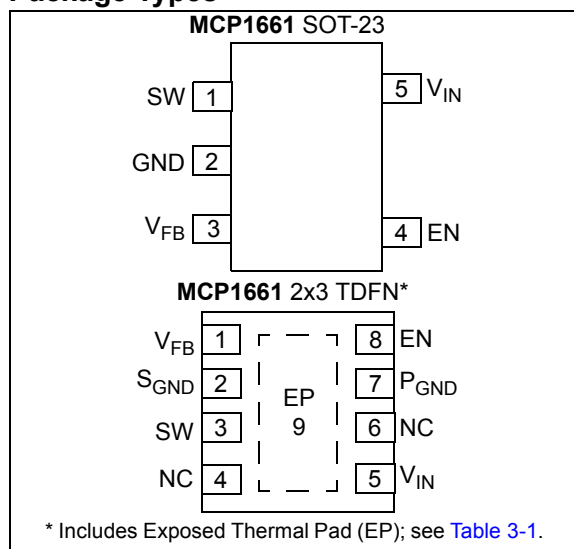 Package Types
MCP1661 SOT-23
SW 1
5 VIN
GND 2
VFB 3
4 EN
MCP1661 2x3 TDFN*
VFB 1
8 EN
SGND 2
EP
7 PGND
SW 3
9
6 NC
NC 4
5 VIN
* Includes Exposed Thermal Pad (EP); see Table 3-1.